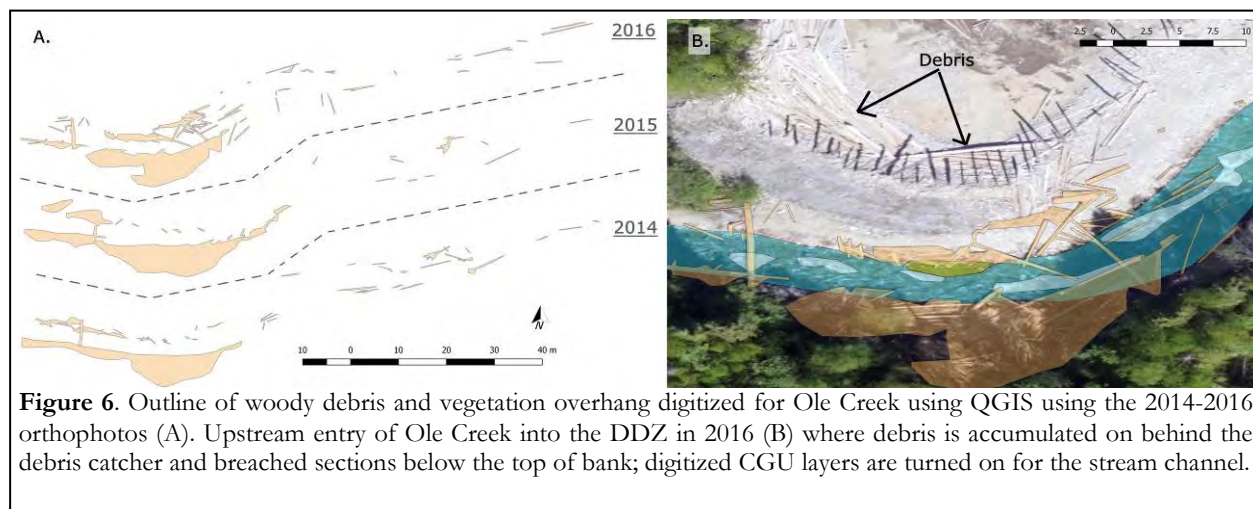 A.
2016
2015
2014
N
10 0 10 20 30 40 m
B.
2.5 0 2.5 5 7.5 10
Debris
Figure 6. Outline of woody debris and vegetation overhang digitized for Ole Creek using QGIS using the 2014-2016
orthophotos (A). Upstream entry of Ole Creek into the DDZ in 2016 (B) where debris is accumulated on behind the
debris catcher and breached sections below the top of bank; digitized CGU layers are turned on for the stream channel.